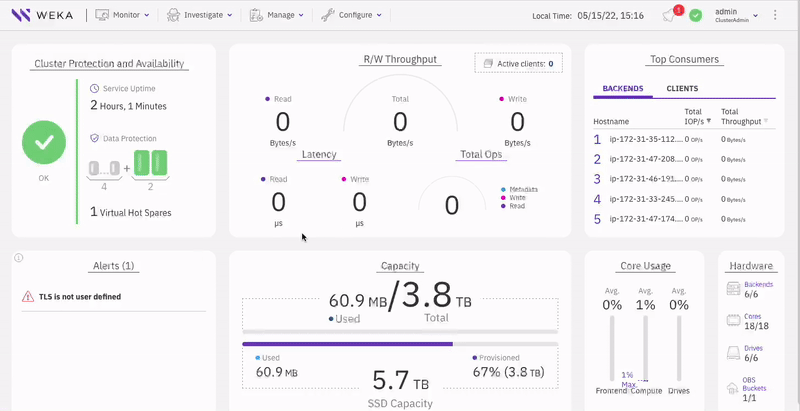 WEKA
Monitor
Investigate
Manage
Configure
Local Time: 05/15/22, 15:16
1
admin
ClusterAdmin
Cluster Protection and Availability
Service Uptime
2 Hours, 1 Minutes
Data Protection
4
+
2
OK
1 Virtual Hot Spares
R/W Throughput
Active clients: 0
Read
0
Bytes/s
Total
0
Bytes/s
Write
0
Bytes/s
Latency
Read
0
µs
Write
0
µs
Total Ops
0
Metadata
Write
Read
Top Consumers
BACKENDS
CLIENTS
Hostname
Total IOP/s
Total Throughput
1 ip-172-31-35-112.... 0 OP/s 0 Bytes/s
2 ip-172-31-47-208.... 0 OP/s 0 Bytes/s
3 ip-172-31-46-191.... 0 OP/s 0 Bytes/s
4 ip-172-31-33-245.... 0 OP/s 0 Bytes/s
5 ip-172-31-47-174.... 0 OP/s 0 Bytes/s
Alerts (1)
TLS is not user defined
Capacity
60.9 MB/3.8 TB
Used
Total
Used
60.9 MB
Provisioned
67% (3.8 TB)
5.7 TB
SSD Capacity
Core Usage
Avg.
0%
Avg.
1%
Avg.
0%
1%
Max.
Frontend
Compute
Drives
Hardware
Backends
6/6
Cores
18/18
Drives
6/6
OBS
Buckets
1/1